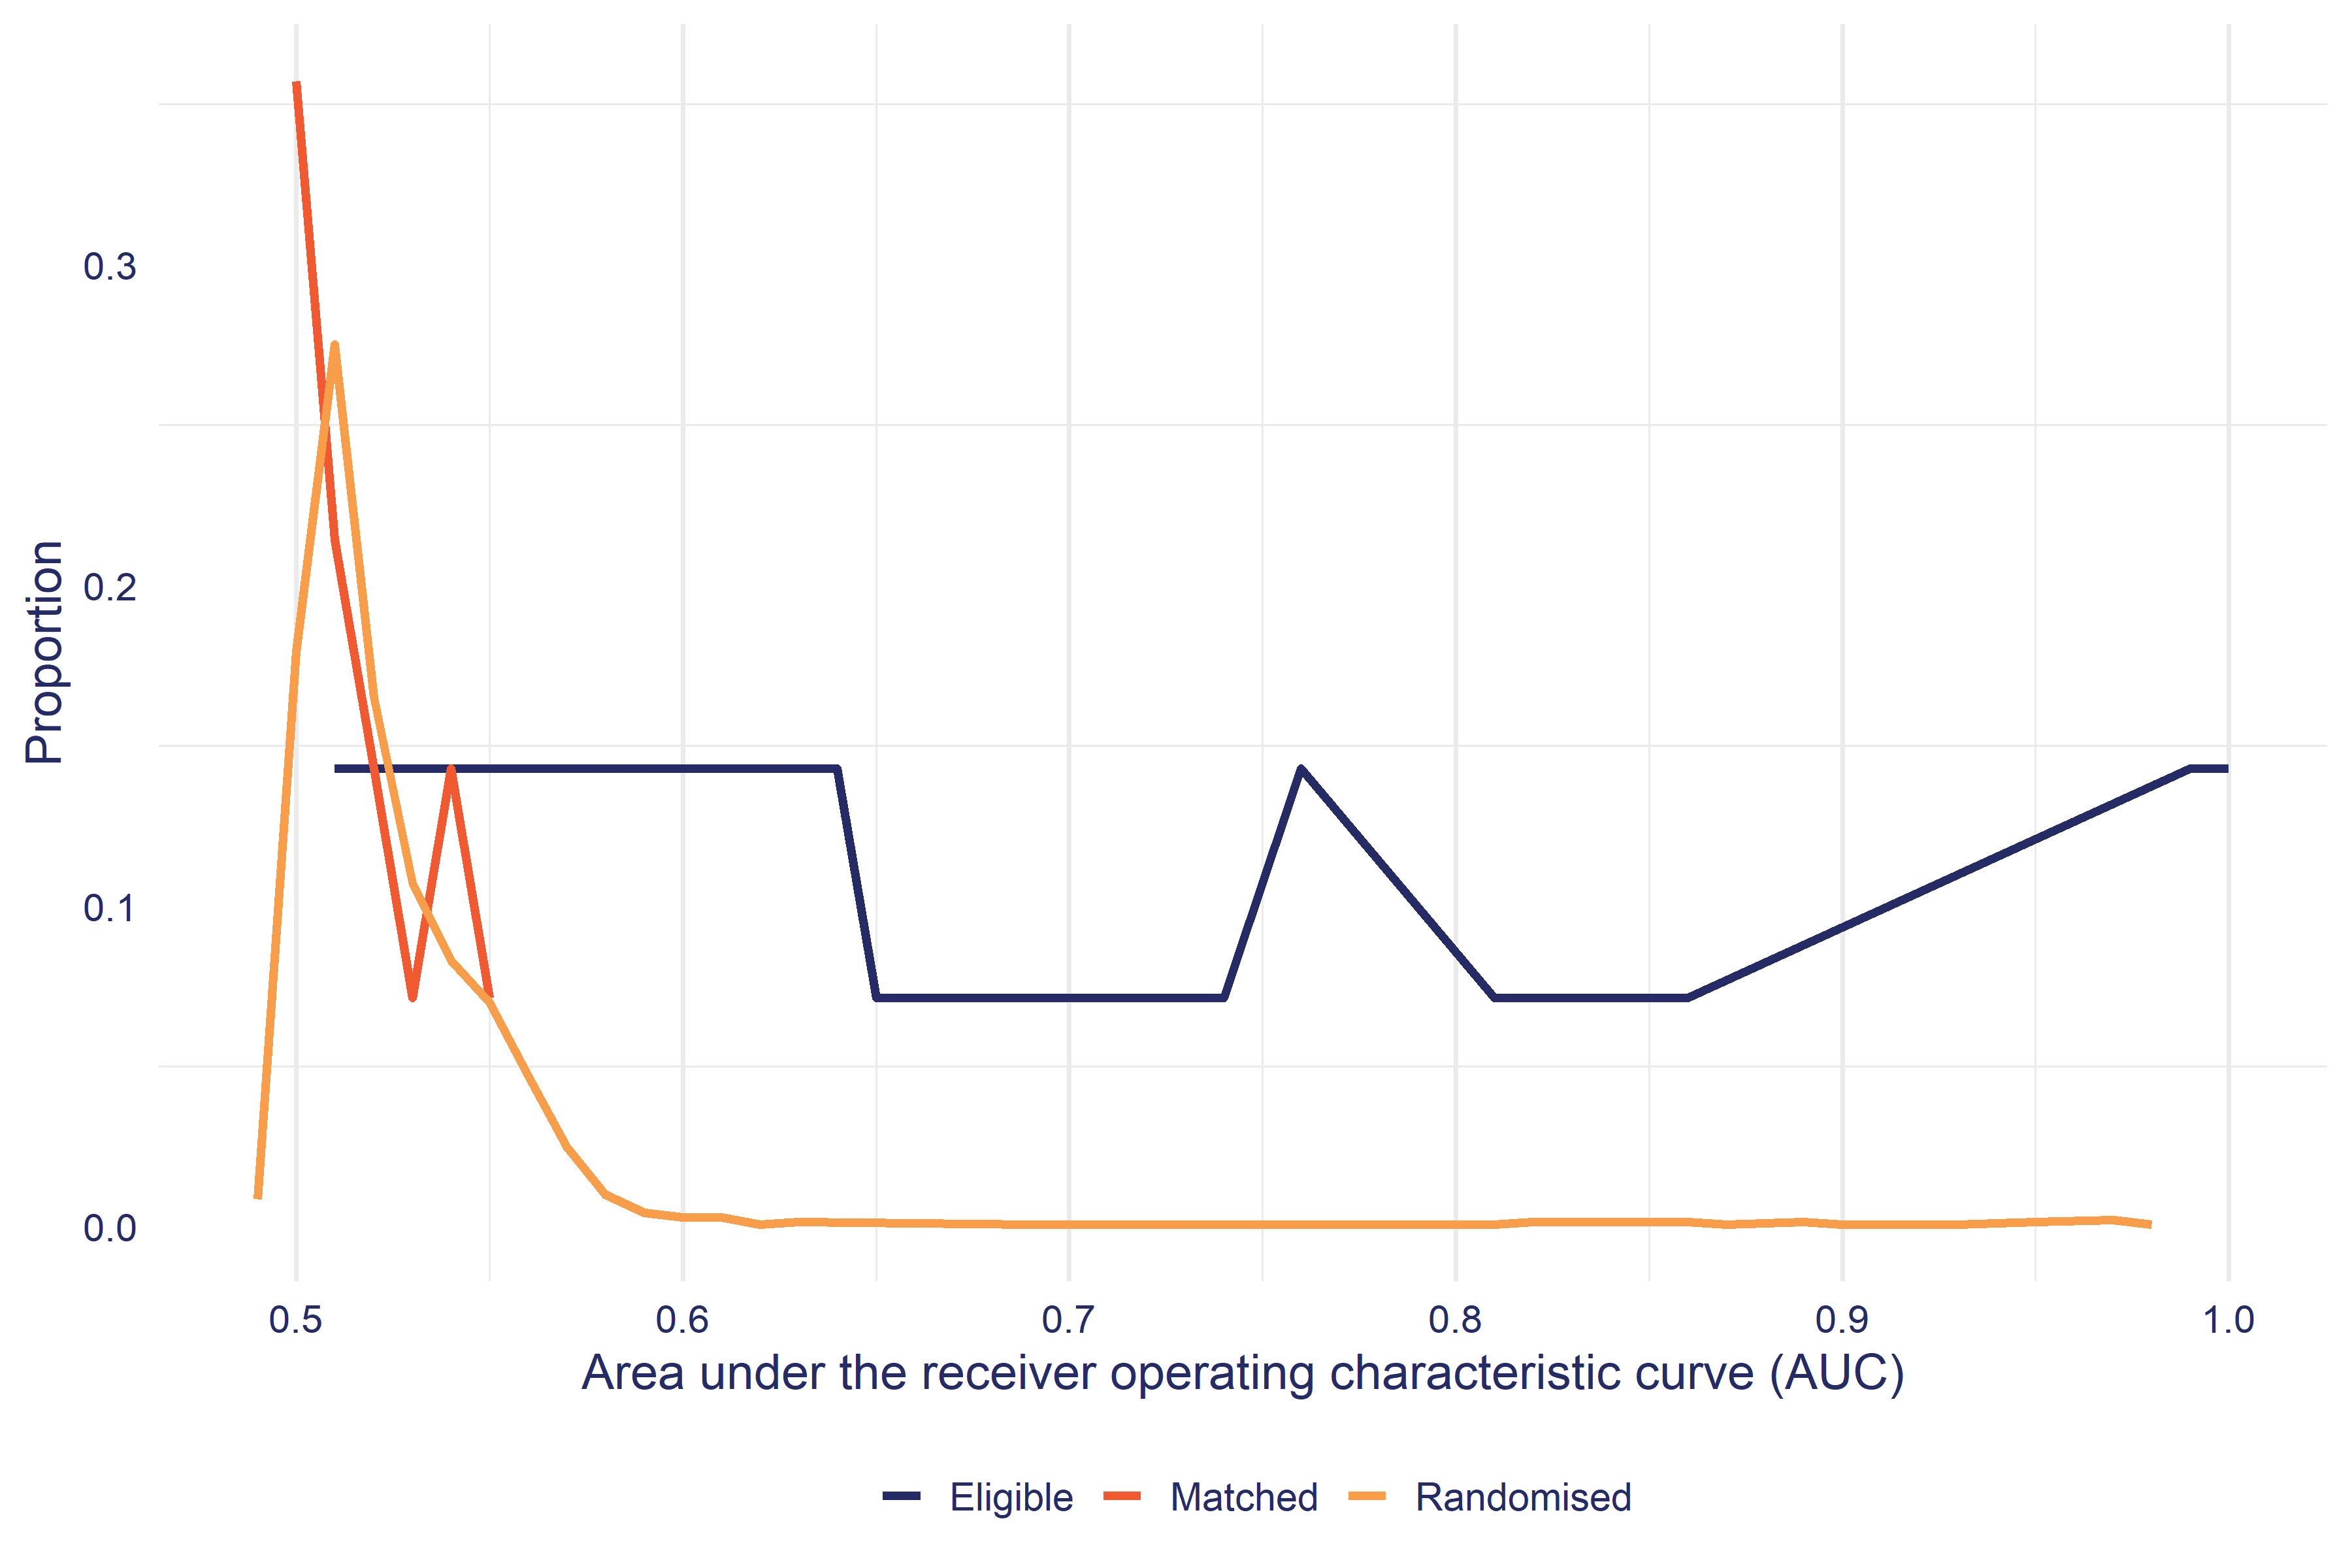 Proportion
0.3
0.2
0.1
0.0
0.5 0.6 0.7 0.8 0.9 1.0
Area under the receiver operating characteristic curve (AUC)
Eligible Matched Randomised